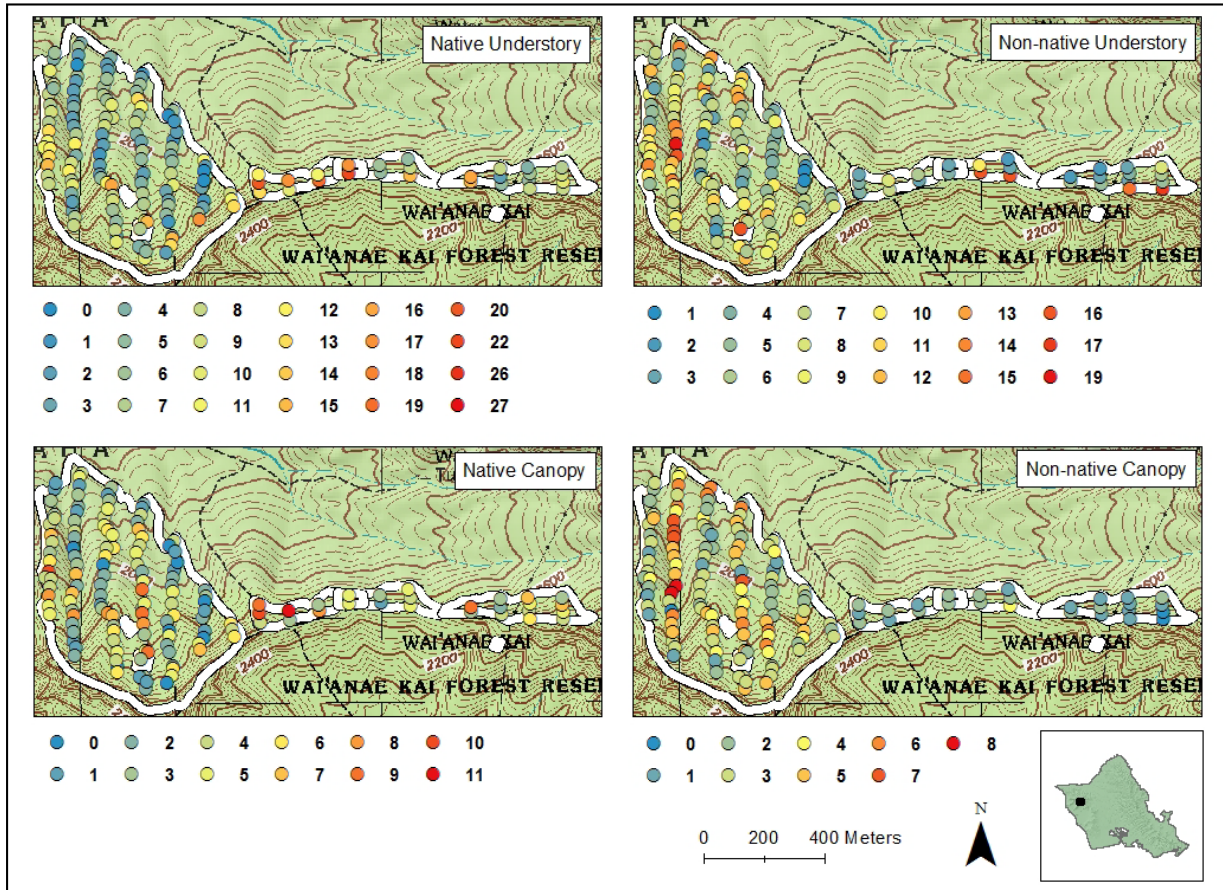 Native Understory
Non-native Understory
2400
1600
WAI'ANAE KAI
2200
WAI'ANAE KAI FOREST RESE
2400
1600
WAI'ANAE KAI
2200
WAI'ANAE KAI FOREST RESE
0 4 8 12 16 20
1 5 9 13 17 22
2 6 10 14 18 26
3 7 11 15 19 27
1 4 7 10 13 16
2 5 8 11 14 17
3 6 9 12 15 19
Native Canopy
Non-native Canopy
2400
WAI'ANAE KAI
2200
WAI'ANAE KAI FOREST RESE
2400
WAI'ANAE KAI
2200
WAI'ANAE KAI FOREST RESE
0 2 4 6 8 10
1 3 5 7 9 11
0 2 4 6 8
1 3 5 7
N
0 200 400 Meters